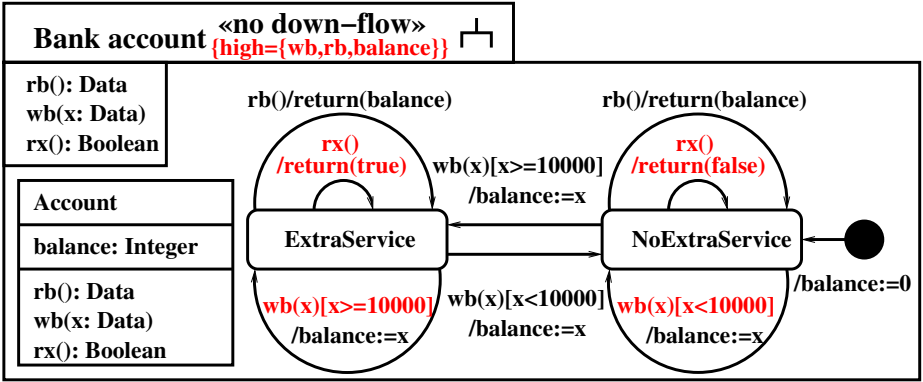 «no down–flow»
Bank account
{high={wb,rb,balance}}
rb(): Data
wb(x: Data)
rx(): Boolean
Account
balance: Integer
rb(): Data
wb(x: Data)
rx(): Boolean
rb()/return(balance)
rx()
/return(true)
ExtraService
wb(x)[x>=10000]
/balance:=x
wb(x)[x>=10000]
/balance:=x
wb(x)[x<10000]
/balance:=x
rb()/return(balance)
rx()
/return(false)
NoExtraService
wb(x)[x<10000]
/balance:=x
/balance:=0